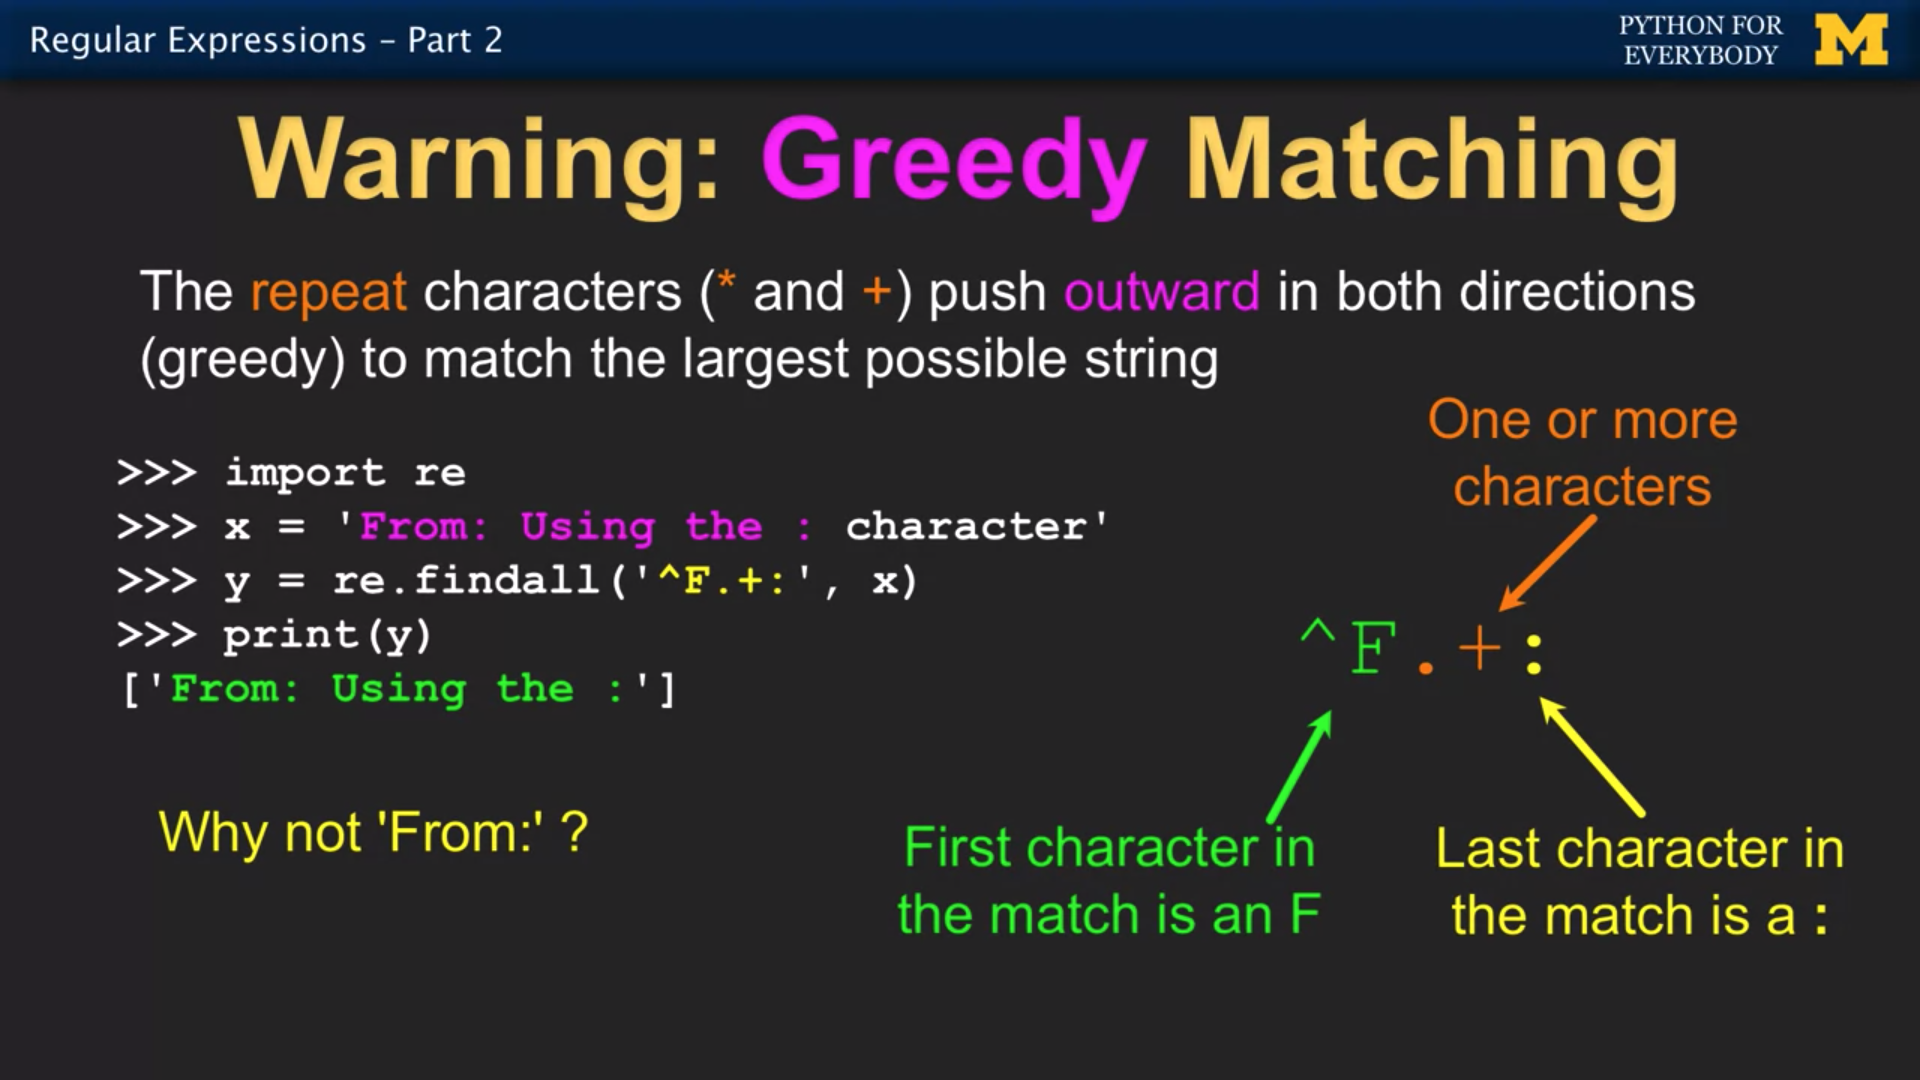 Regular Expressions – Part 2
PYTHON FOR
EVERYBODY
M
Warning: Greedy Matching
The repeat characters (* and +) push outward in both directions
(greedy) to match the largest possible string
>>> import re
>>> x = 'From: Using the : character'
>>> y = re.findall('^F.+:', x)
>>> print(y)
['From: Using the :']
Why not 'From:' ?
One or more
characters
^F.+:
First character in
the match is an F
Last character in
the match is a :